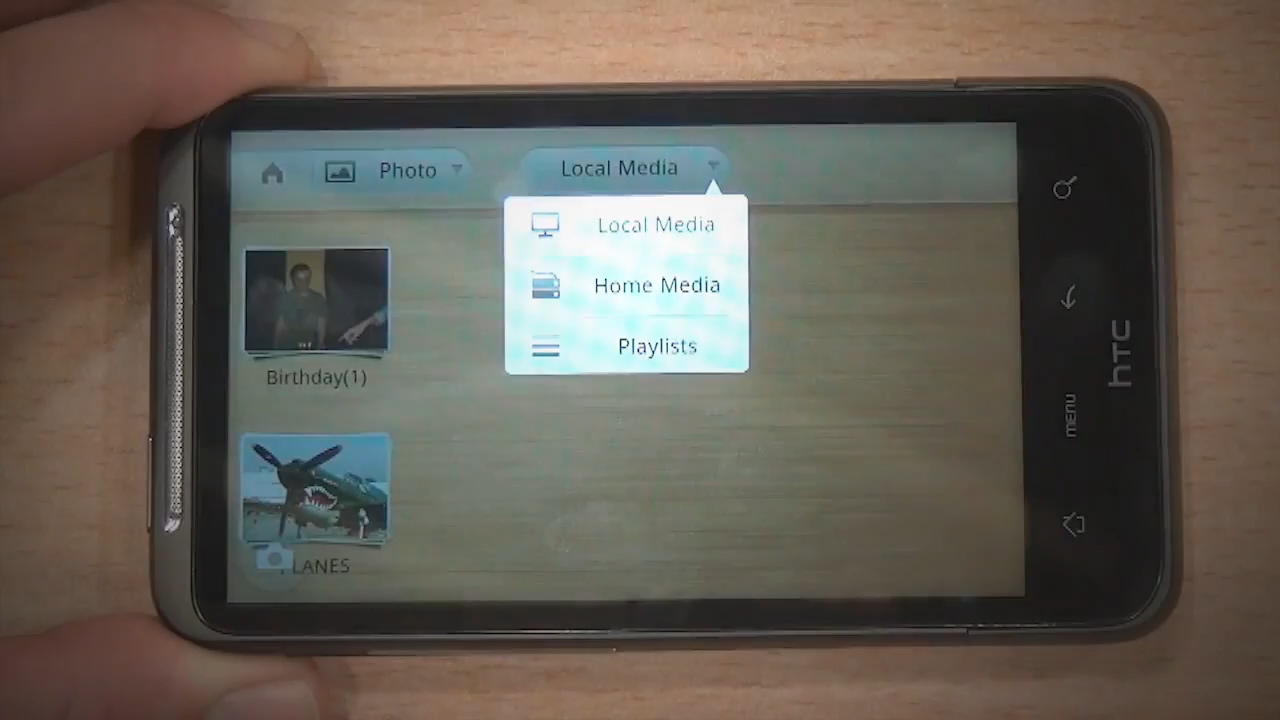 Photo
Local Media
Local Media
Home Media
Playlists
Birthday(1)
LANES
MENU
hTC